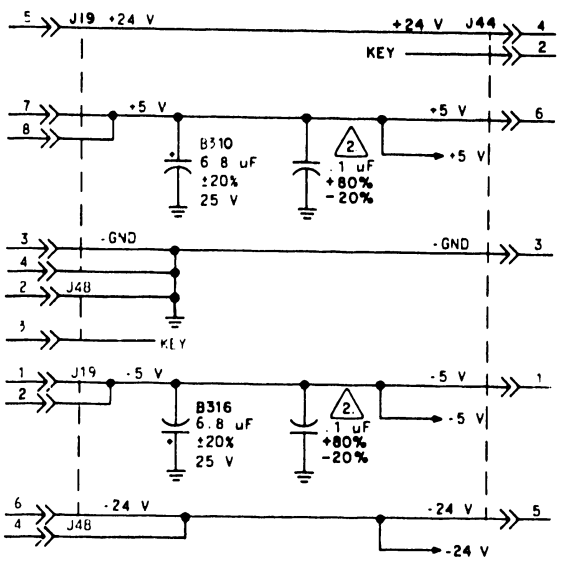 5 J19 +24 V +24 V J44 4
KEY 2
7 +5 V +5 V 6
8
B310
6 8 uF
±20%
25 V
+
2.
.1 uF
+80%
-20%
+5 V
3 -GND -GND 3
4
2 J48
3 KEY
1 J19 -5 V -5 V 1
2
B316
6.8 uF
±20%
25 V
+
2.
.1 uF
+80%
-20%
-5 V
6 -24 V -24 V 5
4 J48
-24 V